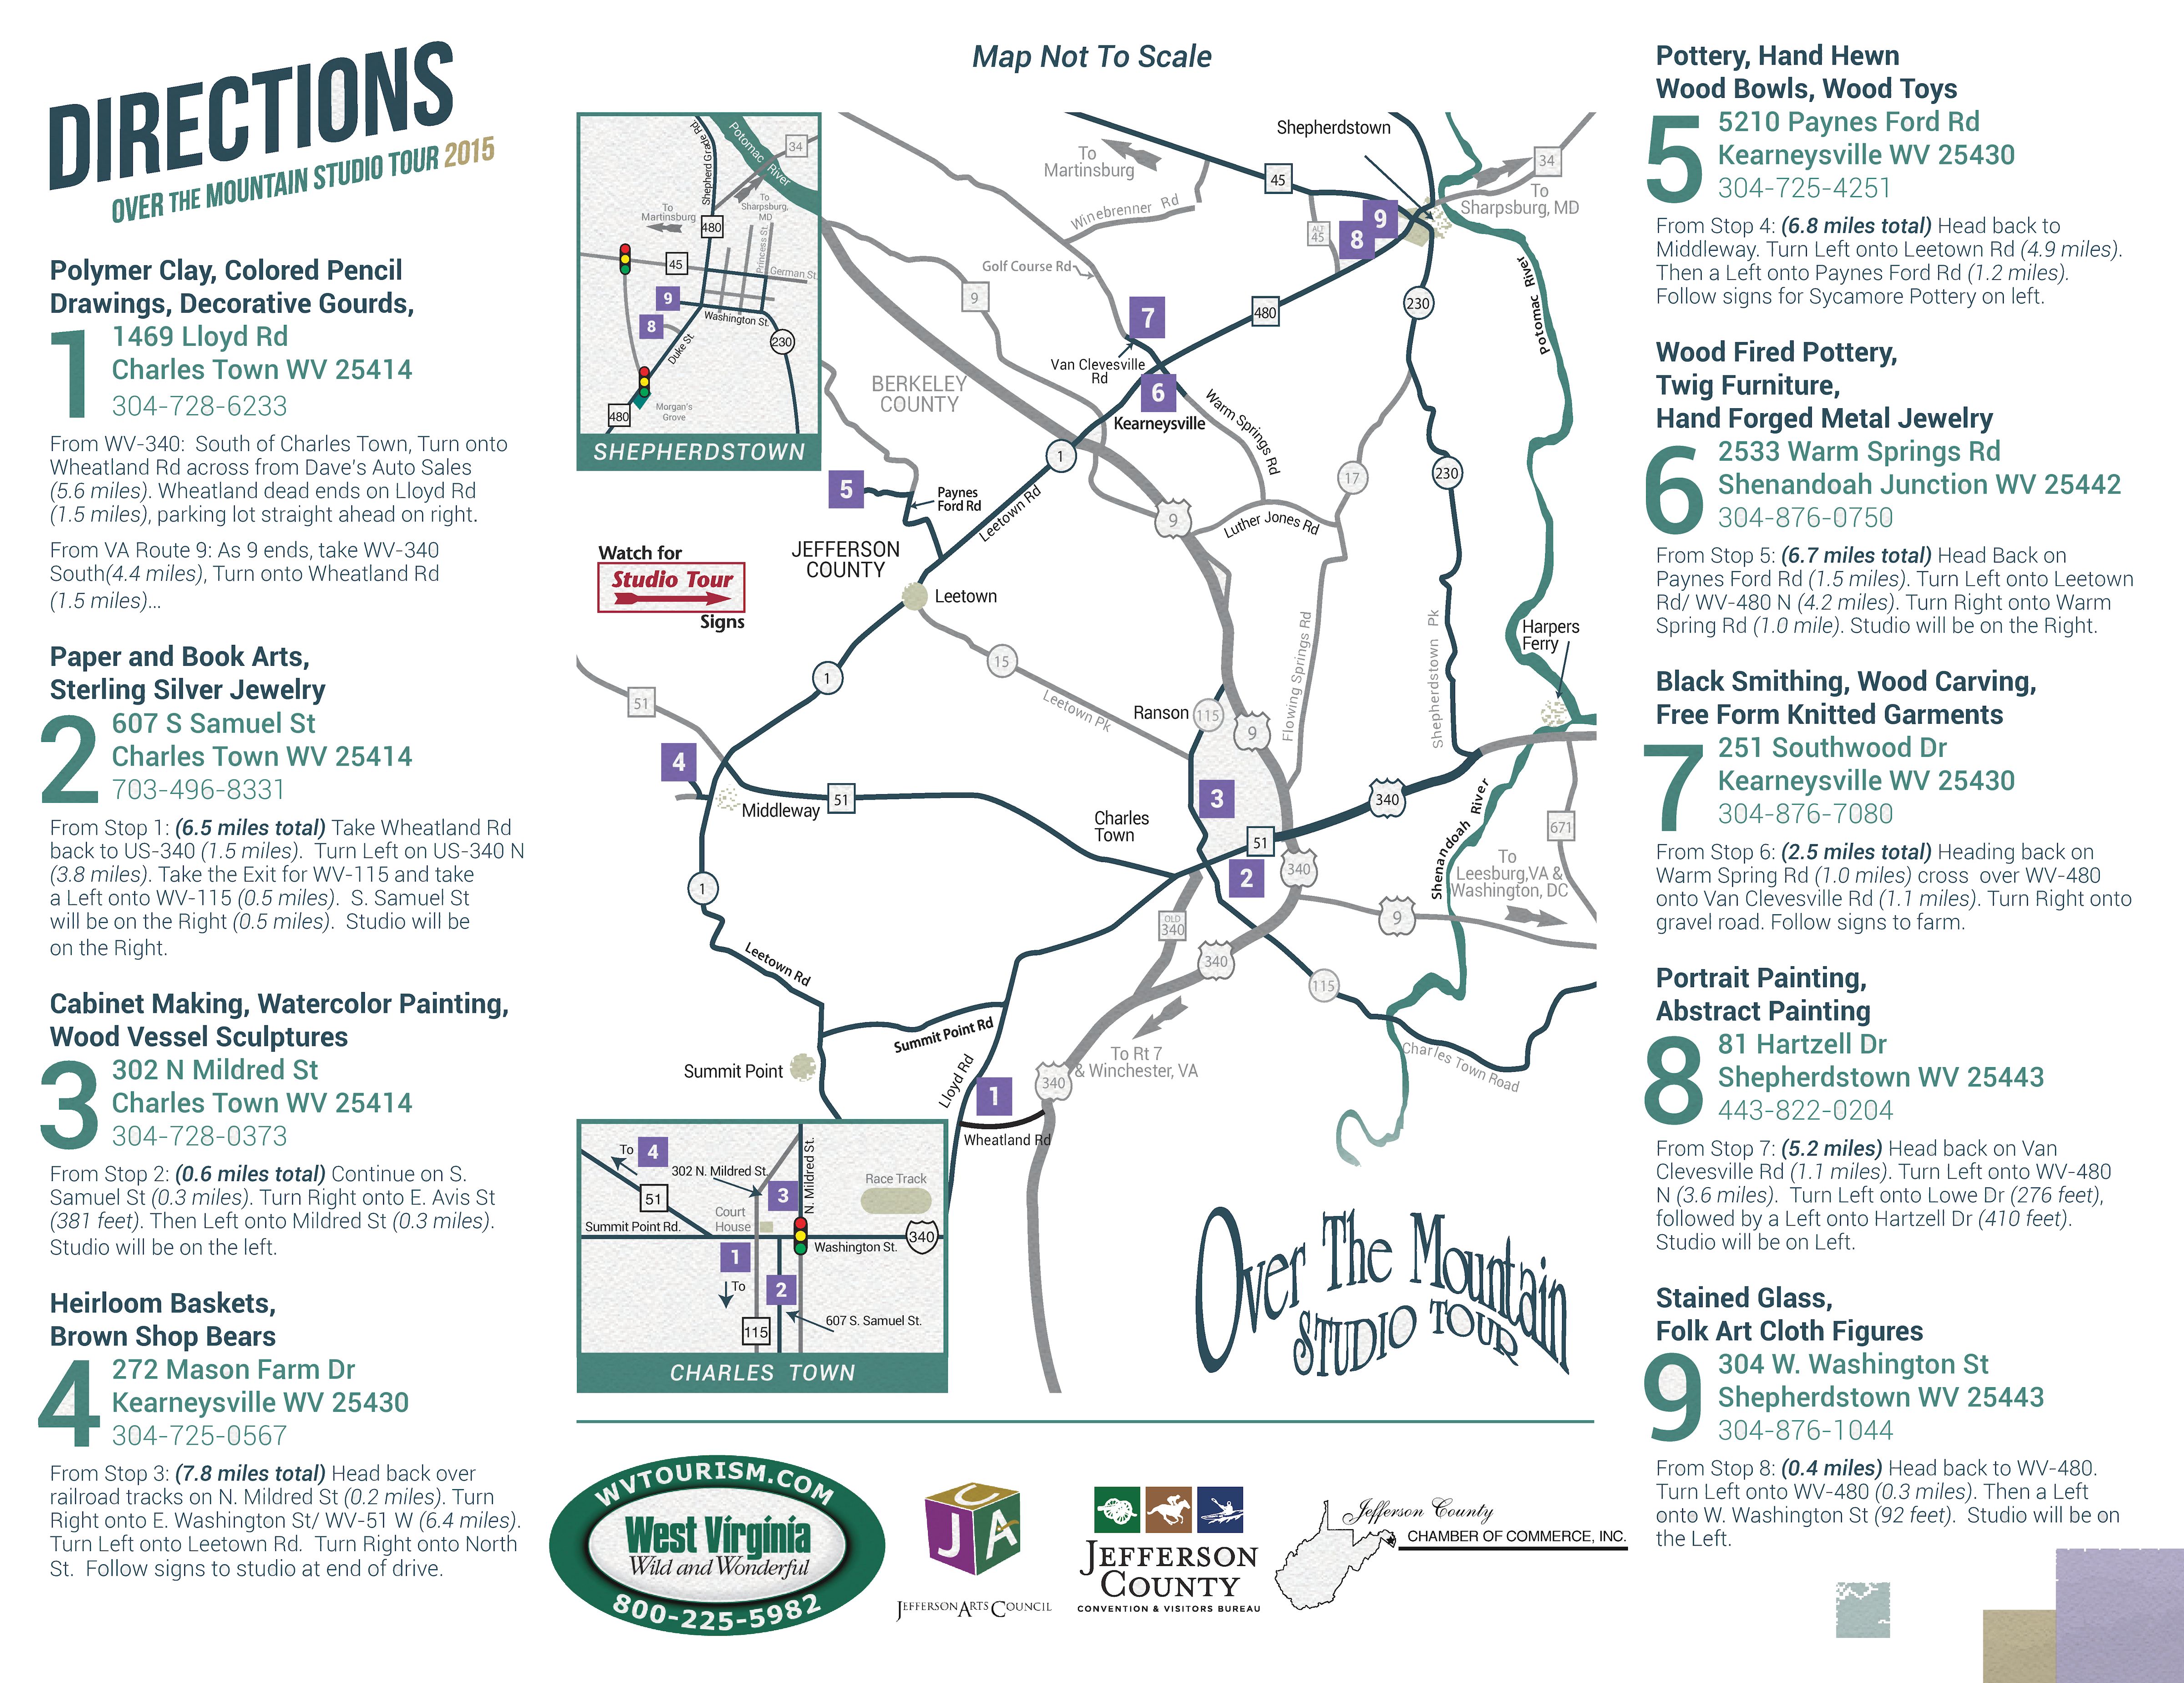 DIRECTIONS
OVER THE MOUNTAIN STUDIO TOUR 2015
Polymer Clay, Colored Pencil
Drawings, Decorative Gourds,
1
1469 Lloyd Rd
Charles Town WV 25414
304-728-6233
From WV-340: South of Charles Town, Turn onto
Wheatland Rd across from Dave's Auto Sales
(5.6 miles). Wheatland dead ends on Lloyd Rd
(1.5 miles), parking lot straight ahead on right.
From VA Route 9: As 9 ends, take WV-340
South(4.4 miles), Turn onto Wheatland Rd
(1.5 miles)...
Paper and Book Arts,
Sterling Silver Jewelry
2
607 S Samuel St
Charles Town WV 25414
703-496-8331
From Stop 1: (6.5 miles total) Take Wheatland Rd
back to US-340 (1.5 miles). Turn Left on US-340 N
(3.8 miles). Take the Exit for WV-115 and take
a Left onto WV-115 (0.5 miles). S. Samuel St
will be on the Right (0.5 miles). Studio will be
on the Right.
Cabinet Making, Watercolor Painting,
Wood Vessel Sculptures
3
302 N Mildred St
Charles Town WV 25414
304-728-0373
From Stop 2: (0.6 miles total) Continue on S.
Samuel St (0.3 miles). Turn Right onto E. Avis St
(381 feet). Then Left onto Mildred St (0.3 miles).
Studio will be on the left.
Heirloom Baskets,
Brown Shop Bears
4
272 Mason Farm Dr
Kearneysville WV 25430
304-725-0567
From Stop 3: (7.8 miles total) Head back over
railroad tracks on N. Mildred St (0.2 miles). Turn
Right onto E. Washington St/ WV-51 W (6.4 miles).
Turn Left onto Leetown Rd. Turn Right onto North
St. Follow signs to studio at end of drive.
Map Not To Scale
Shepherd Grade Rd.
Potomac River
34
To
Martinsburg
To
Sharpsburg,
MD
480
45
Princess St.
German St.
9
8
Washington St.
Duke St
230
480
Morgan's
Grove
SHEPHERDSTOWN
Shepherdstown
To
Martinsburg
45
34
To
Sharpsburg, MD
Winebrenner Rd
ALT
45
9
8
Golf Course Rd
9
480
230
Potomac River
7
Van Clevesville
Rd
6
Kearneysville
BERKELEY
COUNTY
Warm Springs Rd
1
17
230
5
Paynes
Ford Rd
Leetown Rd
9
Luther Jones Rd
JEFFERSON
COUNTY
Watch for
Studio Tour
Signs
Leetown
Harpers
Ferry
15
Leetown Pk
Flowing Springs Rd
Shepherdstown Pk
1
51
Ranson
115
9
4
Middleway
51
3
Charles
Town
340
51
2
340
Shenandoah River
671
To
Leesburg,VA &
Washington, DC
1
OLD
340
9
340
Leetown Rd
115
Summit Point Rd
Summit Point
To Rt 7
& Winchester, VA
Charles Town Road
Lloyd Rd
1
340
Wheatland Rd
To
4
302 N. Mildred St.
N. Mildred St.
Race Track
51
3
Court
House
Summit Point Rd.
340
Washington St.
1
To
2
607 S. Samuel St.
115
CHARLES TOWN
Over The Mountain
STUDIO TOUR
WVTOURISM.COM
West Virginia
Wild and Wonderful
800-225-5982
JCA
JEFFERSON ARTS COUNCIL
JEFFERSON
COUNTY
CONVENTION & VISITORS BUREAU
Jefferson County
CHAMBER OF COMMERCE, INC.
Pottery, Hand Hewn
Wood Bowls, Wood Toys
5
5210 Paynes Ford Rd
Kearneysville WV 25430
304-725-4251
From Stop 4: (6.8 miles total) Head back to
Middleway. Turn Left onto Leetown Rd (4.9 miles).
Then a Left onto Paynes Ford Rd (1.2 miles).
Follow signs for Sycamore Pottery on left.
Wood Fired Pottery,
Twig Furniture,
Hand Forged Metal Jewelry
6
2533 Warm Springs Rd
Shenandoah Junction WV 25442
304-876-0750
From Stop 5: (6.7 miles total) Head Back on
Paynes Ford Rd (1.5 miles). Turn Left onto Leetown
Rd/ WV-480 N (4.2 miles). Turn Right onto Warm
Spring Rd (1.0 mile). Studio will be on the Right.
Black Smithing, Wood Carving,
Free Form Knitted Garments
7
251 Southwood Dr
Kearneysville WV 25430
304-876-7080
From Stop 6: (2.5 miles total) Heading back on
Warm Spring Rd (1.0 miles) cross over WV-480
onto Van Clevesville Rd (1.1 miles). Turn Right onto
gravel road. Follow signs to farm.
Portrait Painting,
Abstract Painting
8
81 Hartzell Dr
Shepherdstown WV 25443
443-822-0204
From Stop 7: (5.2 miles) Head back on Van
Clevesville Rd (1.1 miles). Turn Left onto WV-480
N (3.6 miles). Turn Left onto Lowe Dr (276 feet),
followed by a Left onto Hartzell Dr (410 feet).
Studio will be on Left.
Stained Glass,
Folk Art Cloth Figures
9
304 W. Washington St
Shepherdstown WV 25443
304-876-1044
From Stop 8: (0.4 miles) Head back to WV-480.
Turn Left onto WV-480 (0.3 miles). Then a Left
onto W. Washington St (92 feet). Studio will be on
the Left.